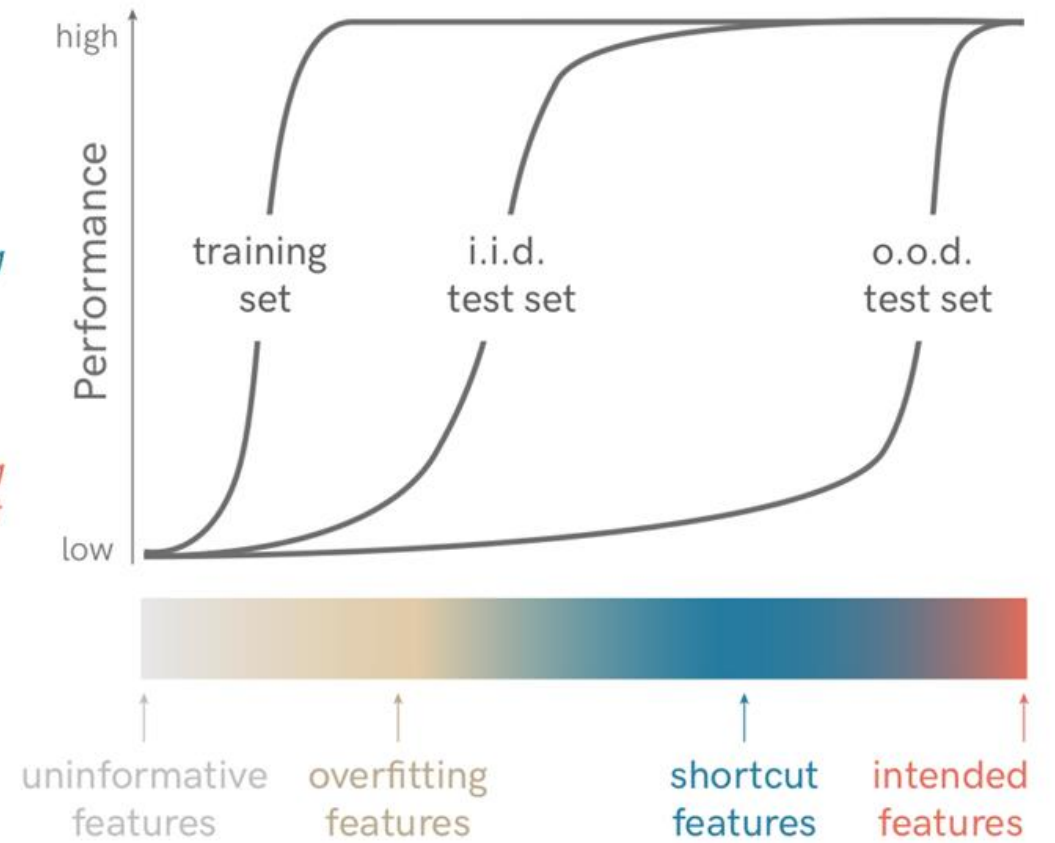 high
Performance
training
set
i.i.d.
test set
o.o.d.
test set
low
uninformative
features
overfitting
features
shortcut
features
intended
features